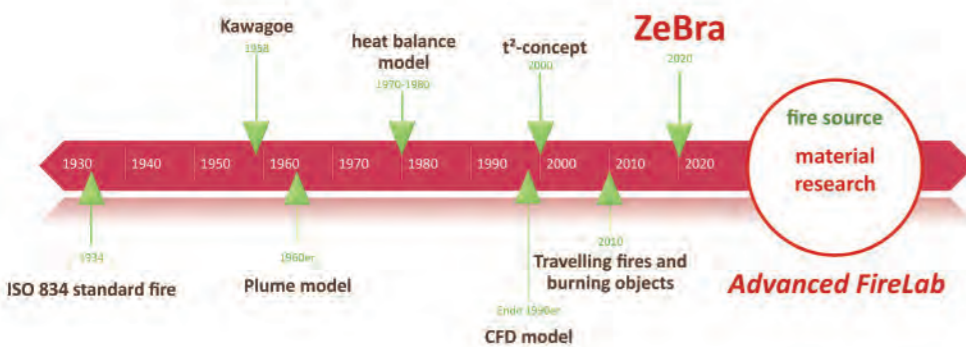 Kawagoe
1958
heat balance
model
1970-1980
t²-concept
2000
ZeBra
2020
1930 1940 1950 1960 1970 1980 1990 2000 2010 2020
fire source
material
research
1934
ISO 834 standard fire
1960er
Plume model
Ende 1990er
CFD model
2010
Travelling fires and
burning objects
Advanced FireLab